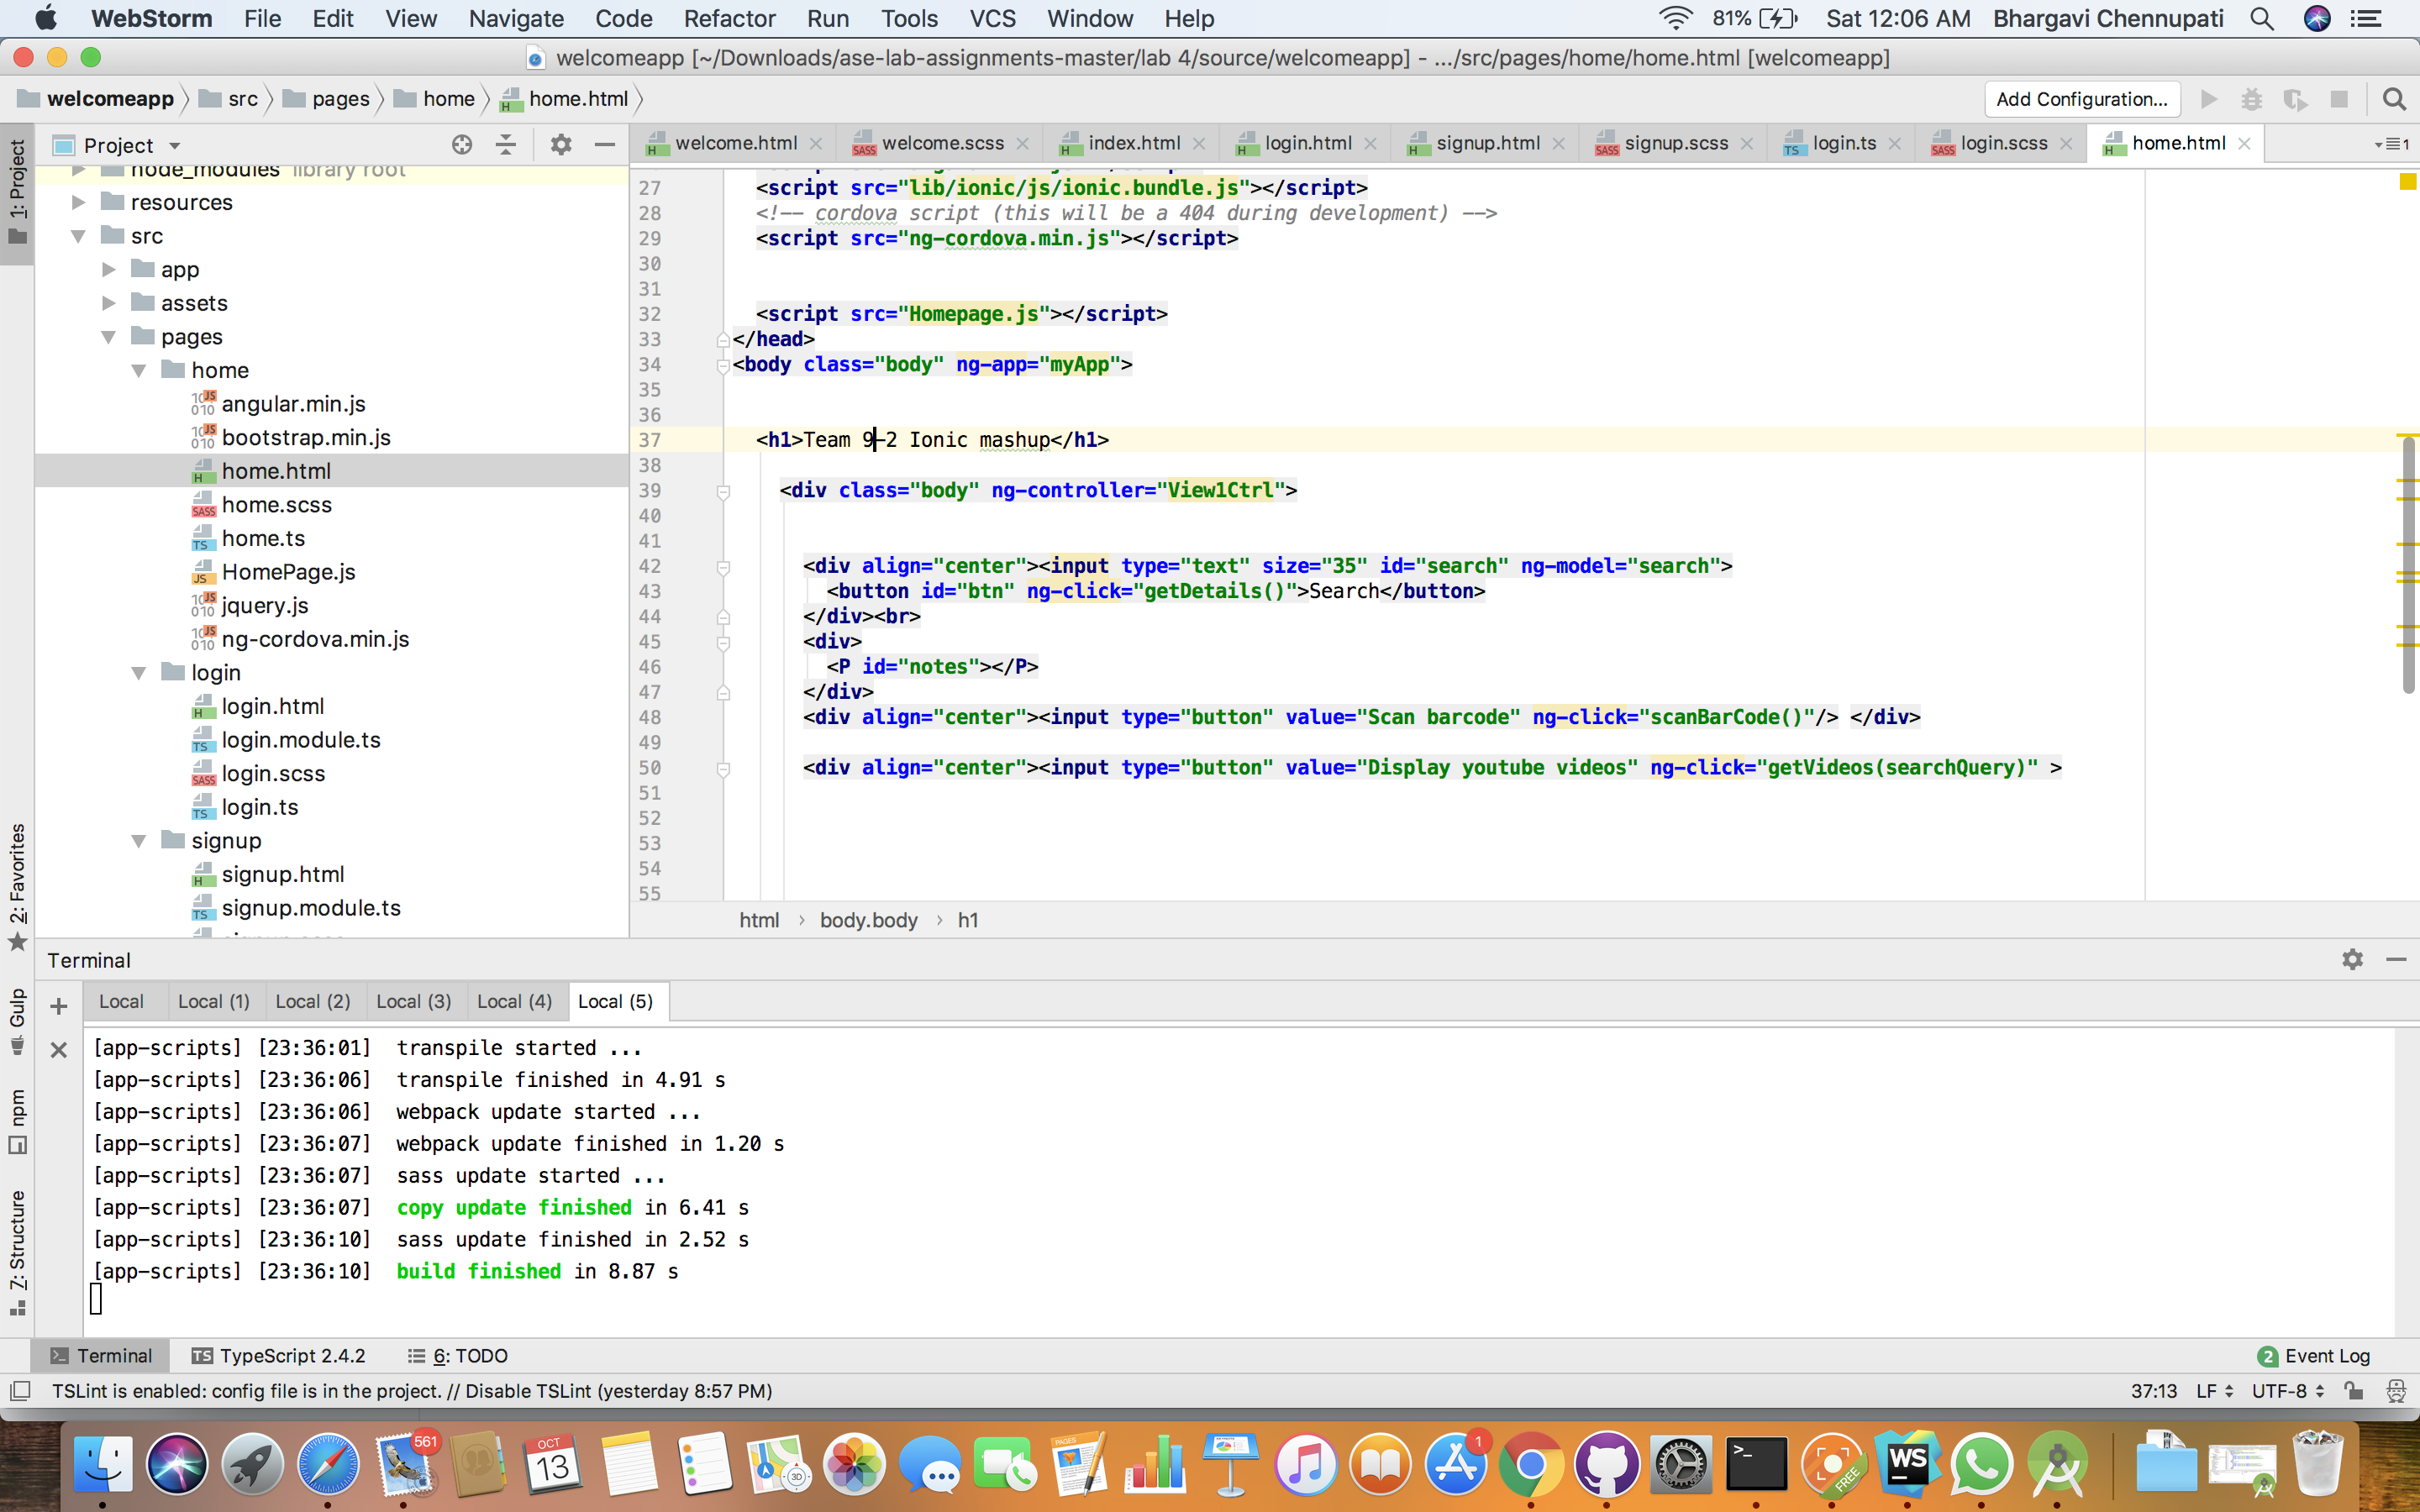 WebStorm File Edit View Navigate Code Refactor Run Tools VCS Window Help 81% Sat 12:06 AM Bhargavi Chennupati
welcomeapp [~/Downloads/ase-lab-assignments-master/lab 4/source/welcomeapp] - .../src/pages/home/home.html [welcomeapp]
welcomeapp src pages home home.html Add Configuration...
Project
welcome.html welcome.scss index.html login.html signup.html signup.scss login.ts login.scss home.html 1
1: Project
2: Favorites
Gulp
npm
7: Structure
node_modules library root
resources
src
app
assets
pages
home
angular.min.js
bootstrap.min.js
home.html
home.scss
home.ts
HomePage.js
jquery.js
ng-cordova.min.js
login
login.html
login.module.ts
login.scss
login.ts
signup
signup.html
signup.module.ts
27 <script src="lib/ionic/js/ionic.bundle.js"></script>
28 <!-- cordova script (this will be a 404 during development) -->
29 <script src="ng-cordova.min.js"></script>
30
31
32 <script src="Homepage.js"></script>
33 </head>
34 <body class="body" ng-app="myApp">
35
36
37 <h1>Team 9-2 Ionic mashup</h1>
38
39 <div class="body" ng-controller="View1Ctrl">
40
41
42 <div align="center"><input type="text" size="35" id="search" ng-model="search">
43 <button id="btn" ng-click="getDetails()">Search</button>
44 </div><br>
45 <div>
46 <P id="notes"></P>
47 </div>
48 <div align="center"><input type="button" value="Scan barcode" ng-click="scanBarCode()"/> </div>
49
50 <div align="center"><input type="button" value="Display youtube videos" ng-click="getVideos(searchQuery)" >
51
52
53
54
55
html › body.body › h1
Terminal
Local Local (1) Local (2) Local (3) Local (4) Local (5)
[app-scripts] [23:36:01] transpile started ...
[app-scripts] [23:36:06] transpile finished in 4.91 s
[app-scripts] [23:36:06] webpack update started ...
[app-scripts] [23:36:07] webpack update finished in 1.20 s
[app-scripts] [23:36:07] sass update started ...
[app-scripts] [23:36:07] copy update finished in 6.41 s
[app-scripts] [23:36:10] sass update finished in 2.52 s
[app-scripts] [23:36:10] build finished in 8.87 s
Terminal TS TypeScript 2.4.2 6: TODO 2 Event Log
TSLint is enabled: config file is in the project. // Disable TSLint (yesterday 8:57 PM) 37:13 LF UTF-8
561
OCT
13
3D
PAGES
1
>_
FREE
WS